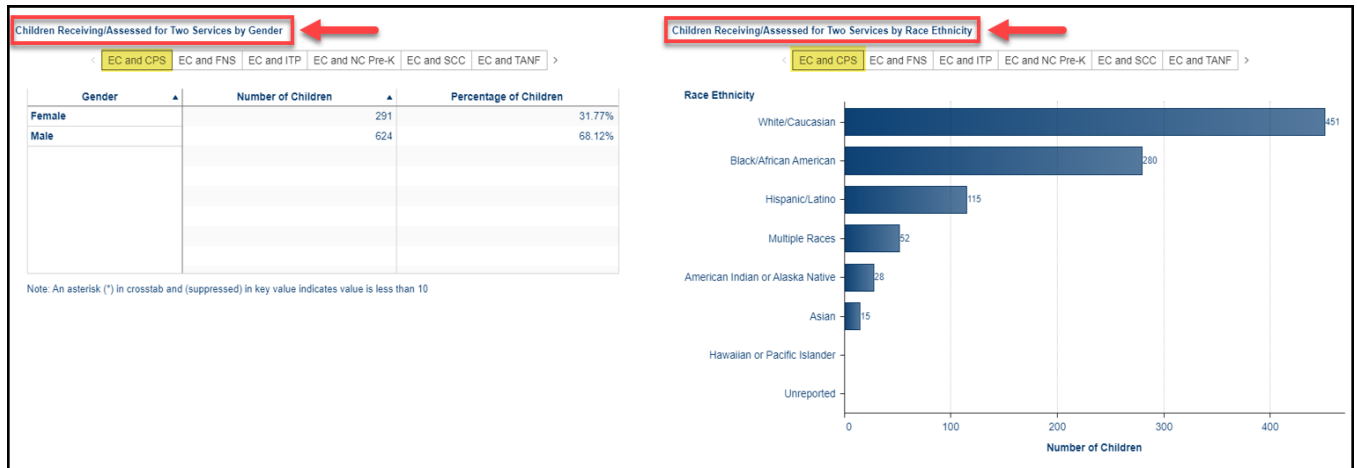 Children Receiving/Assessed for Two Services by Gender
< EC and CPS EC and FNS EC and ITP EC and NC Pre-K EC and SCC EC and TANF >
Gender ▲ Number of Children ▲ Percentage of Children
Female 291 31.77%
Male 624 68.12%
Note: An asterisk (*) in crosstab and (suppressed) in key value indicates value is less than 10
Children Receiving/Assessed for Two Services by Race Ethnicity
< EC and CPS EC and FNS EC and ITP EC and NC Pre-K EC and SCC EC and TANF >
Race Ethnicity
White/Caucasian 451
Black/African American 280
Hispanic/Latino 115
Multiple Races 52
American Indian or Alaska Native 28
Asian 15
Hawaiian or Pacific Islander
Unreported
0 100 200 300 400
Number of Children